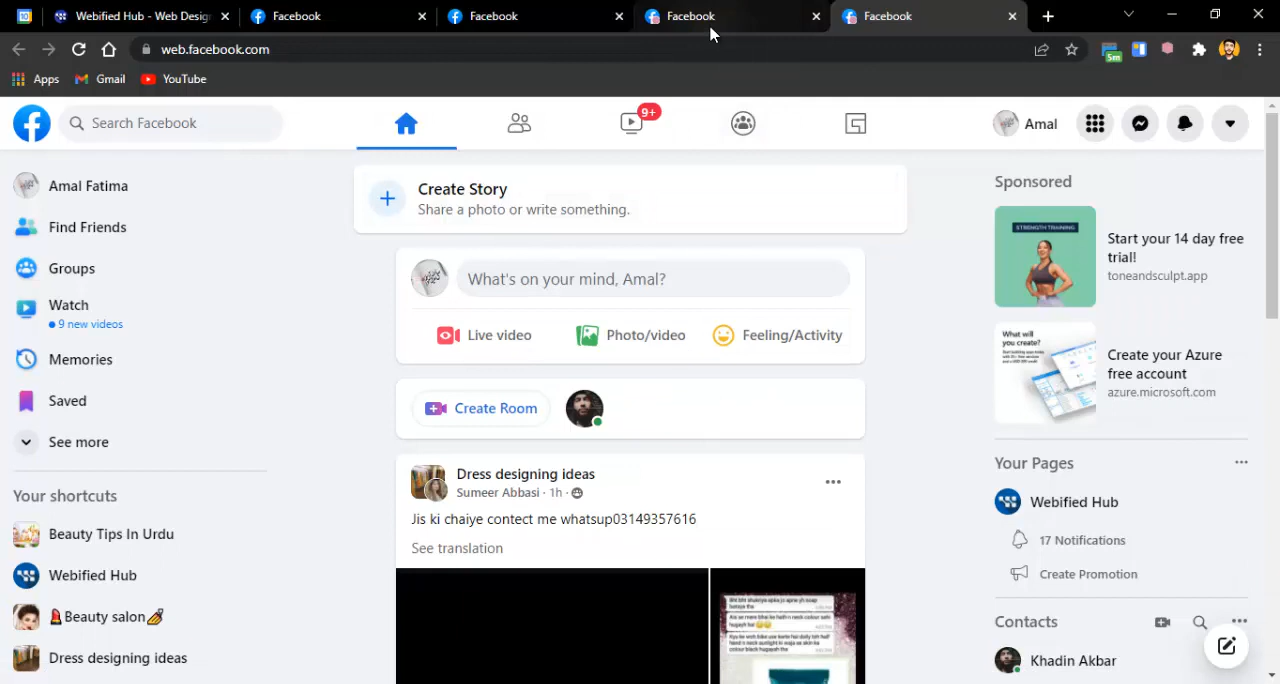 Webified Hub - Web Desig
Facebook
Facebook
Facebook
Facebook
web.facebook.com
5m
Apps
Gmail
YouTube
Search Facebook
9+
Amal
Amal Fatima
Find Friends
Groups
Watch
9 new videos
Memories
Saved
See more
Your shortcuts
Beauty Tips In Urdu
Webified Hub
💄Beauty salon💅
Dress designing ideas
Create Story
Share a photo or write something.
What's on your mind, Amal?
Live video
Photo/video
Feeling/Activity
Create Room
Dress designing ideas
Sumeer Abbasi · 1h ·
Jis ki chaiye contect me whatsup03149357616
See translation
Sponsored
STRENGTH TRAINING
Start your 14 day free
trial!
toneandsculpt.app
What will
you create?
Create your Azure
free account
azure.microsoft.com
Your Pages
Webified Hub
17 Notifications
Create Promotion
Contacts
Khadin Akbar